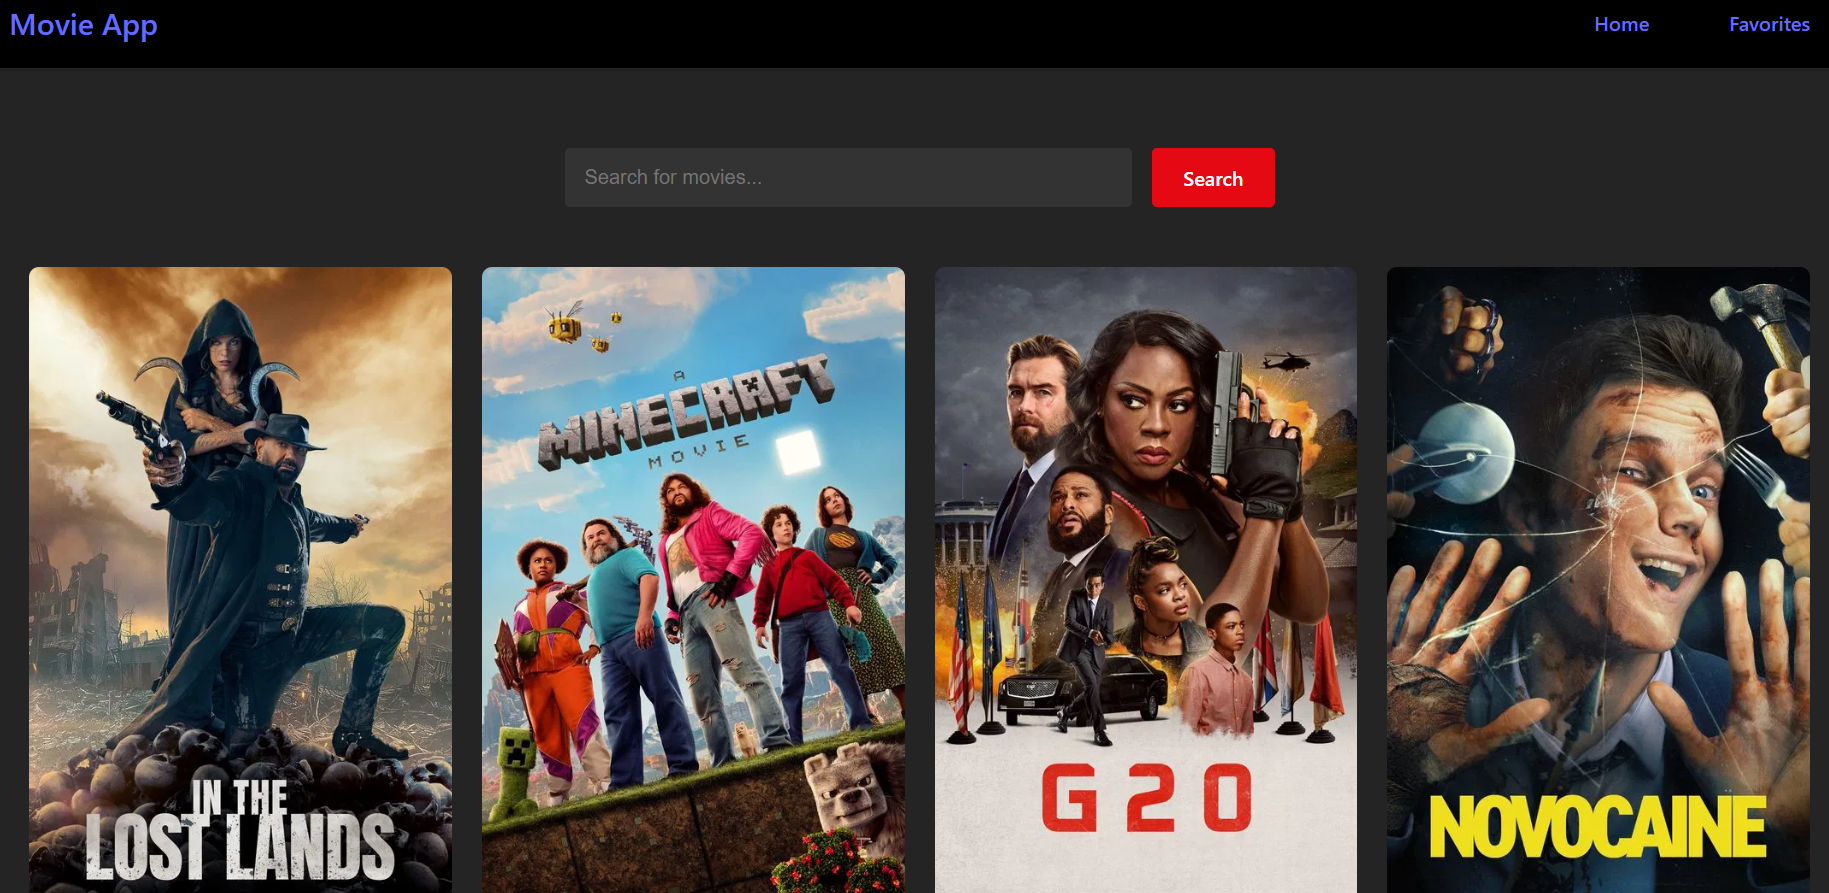 Movie App
Home
Favorites
Search for movies...
Search
IN THE
LOST LANDS
A
MINECRAFT
MOVIE
G20
NOVOCAINE